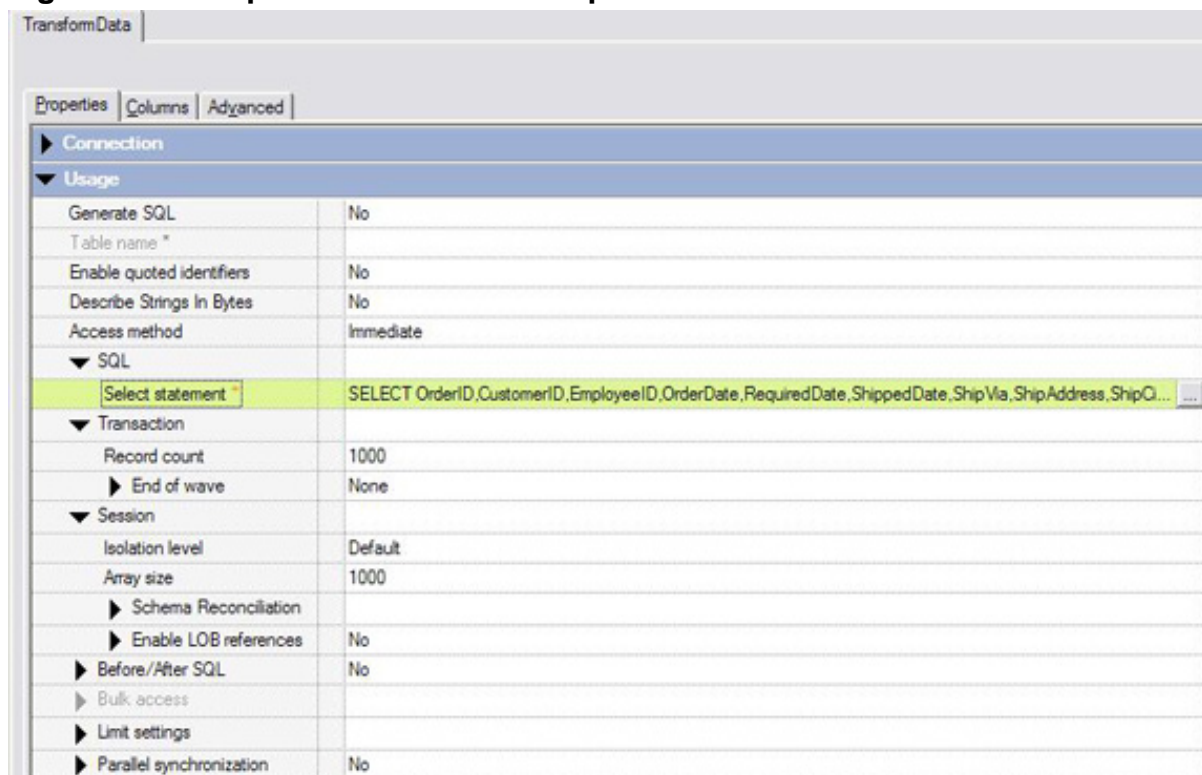 TransformData
Properties Columns Advanced
Connection
Usage
Generate SQL No
Table name *
Enable quoted identifiers No
Describe Strings In Bytes No
Access method Immediate
SQL
Select statement * SELECT OrderID,CustomerID,EmployeeID,OrderDate,RequiredDate,ShippedDate,ShipVia,ShipAddress,ShipCi... ...
Transaction
Record count 1000
End of wave None
Session
Isolation level Default
Array size 1000
Schema Reconciliation
Enable LOB references No
Before/After SQL No
Bulk access
Limit settings
Parallel synchronization No